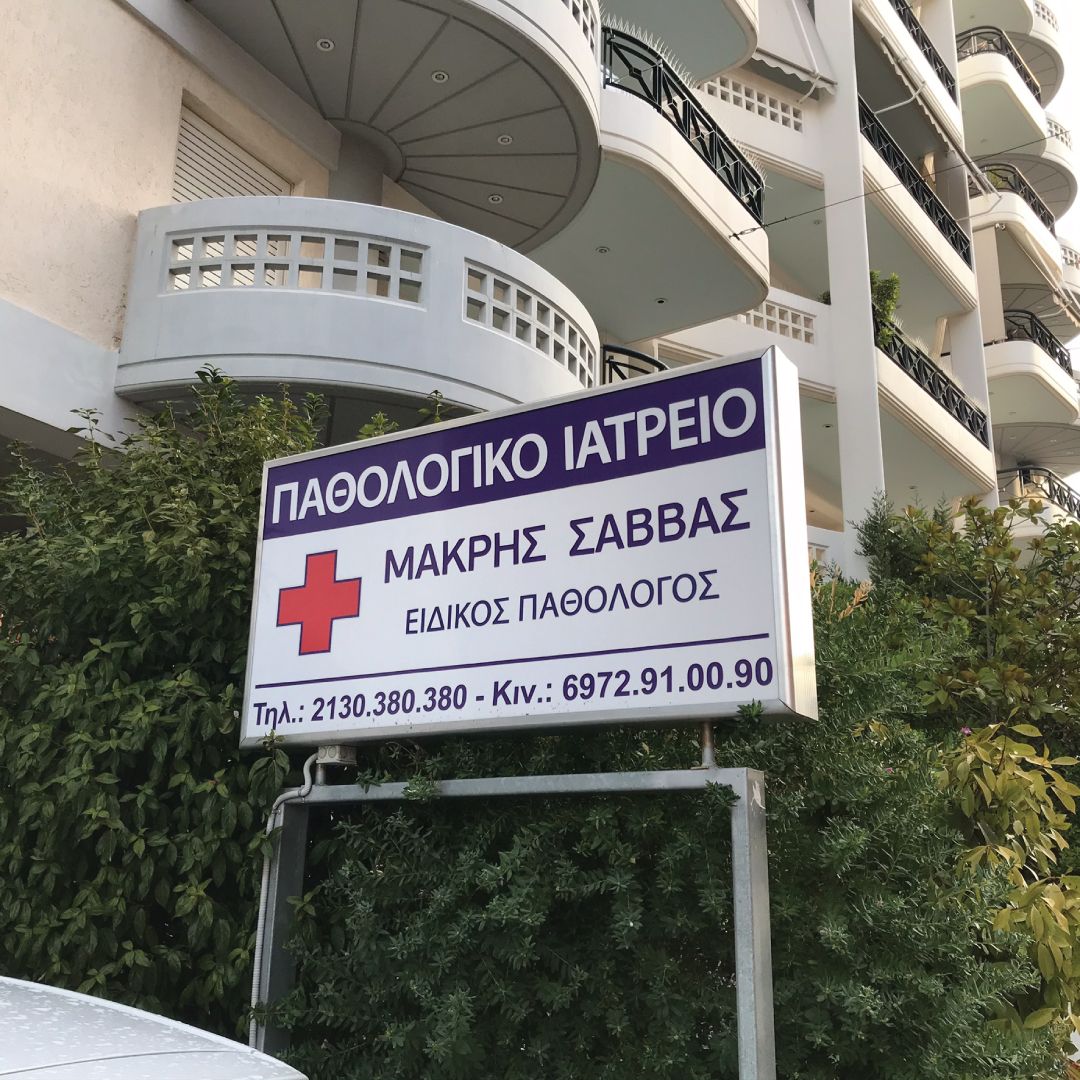 ΠΑΘΟΛΟΓΙΚΟ ΙΑΤΡΕΙΟ
ΜΑΚΡΗΣ ΣΑΒΒΑΣ
ΕΙΔΙΚΟΣ ΠΑΘΟΛΟΓΟΣ
Τηλ.: 2130.380.380 - Κιν.: 6972.91.00.90